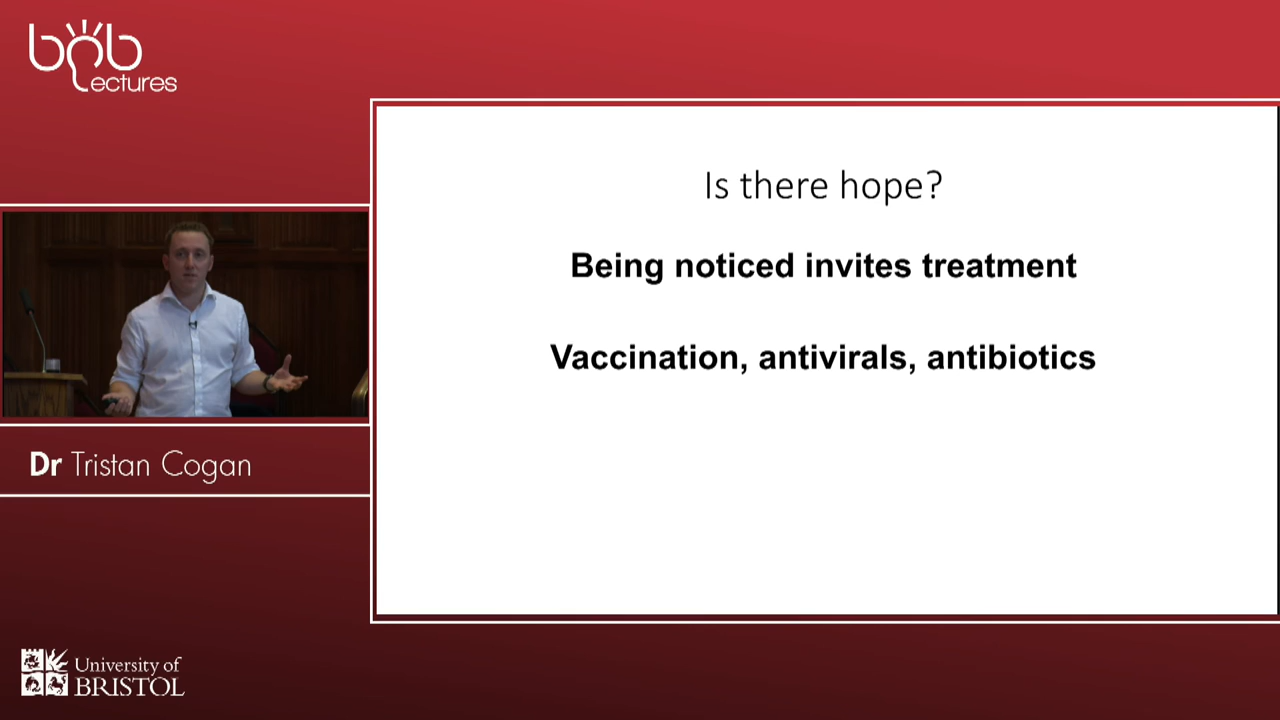 bob
Lectures
Is there hope?
Being noticed invites treatment
Vaccination, antivirals, antibiotics
Dr Tristan Cogan
University of
BRISTOL